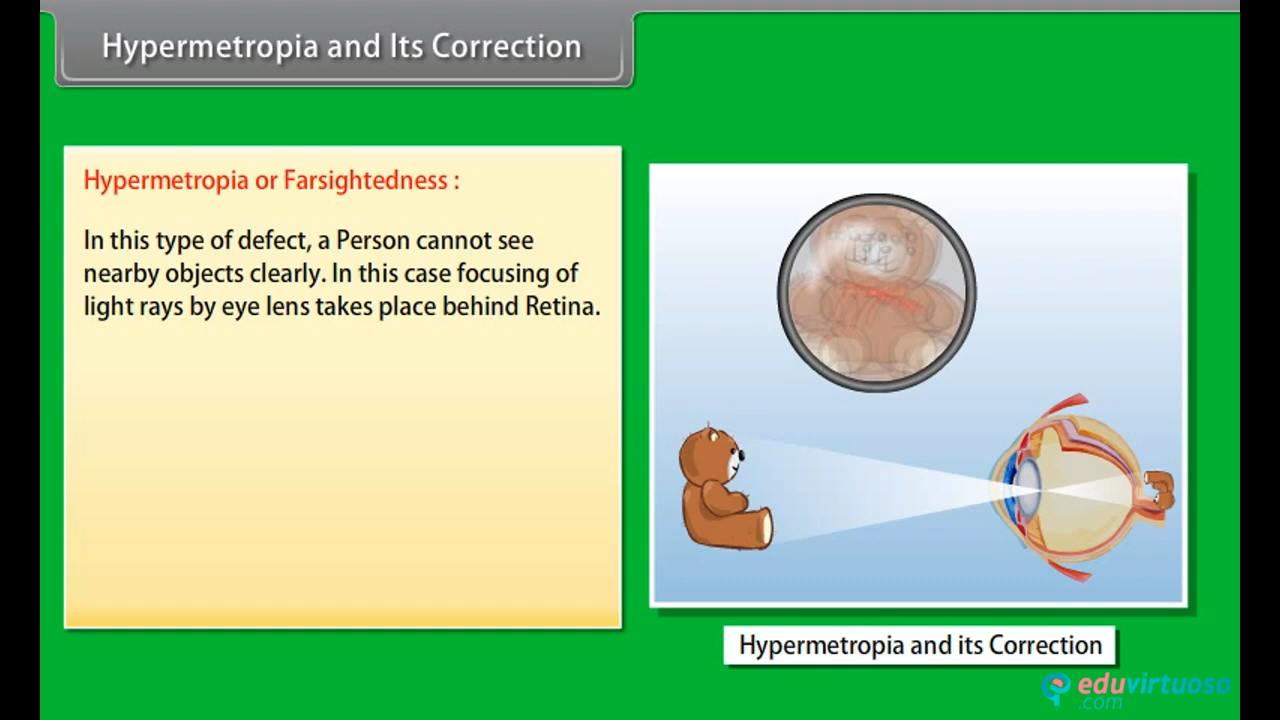 Hypermetropia and Its Correction
Hypermetropia or Farsightedness :
In this type of defect, a Person cannot see
nearby objects clearly. In this case focusing of
light rays by eye lens takes place behind Retina.
Hypermetropia and its Correction
eduvirtuoso
.com